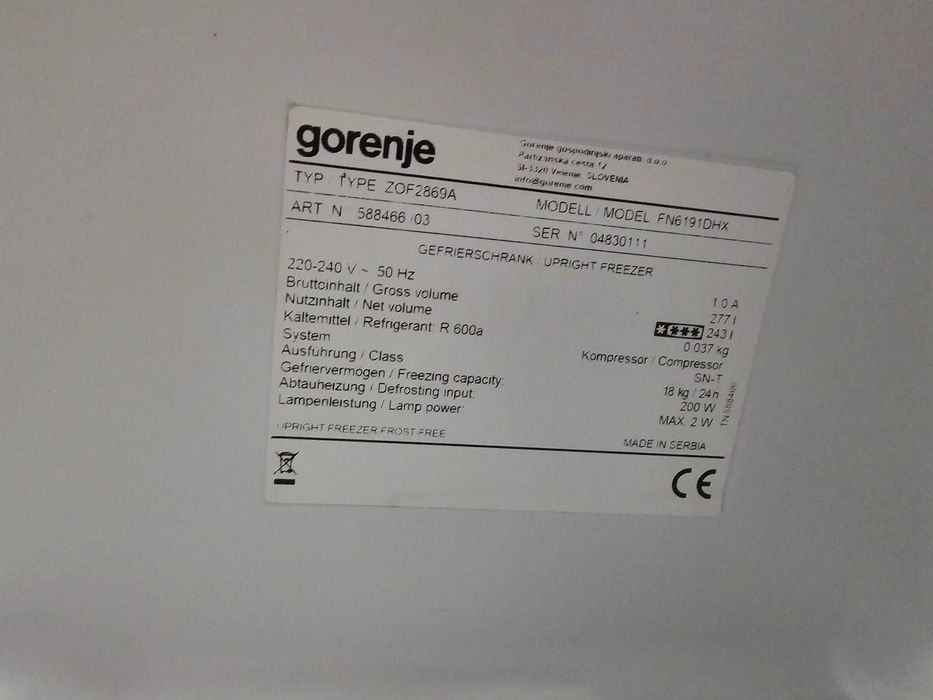 gorenje
Gorenje gospodinjski aparati, d.o.o.
Partizanska cesta 12
SI-3320 Velenje, SLOVENIA
info@gorenje.com
TYP / TYPE ZOF2869A
MODELL / MODEL FN6191DHX
ART N° 588466/03
SER N° 04830111
GEFRIERSCHRANK / UPRIGHT FREEZER
220-240 V ~ 50 Hz 1.0 A
Bruttoinhalt / Gross volume 277 l
Nutzinhalt / Net volume **** 243 l
Kältemittel / Refrigerant: R 600a 0.037 kg
System Kompressor / Compressor
Ausführung / Class SN-T
Gefriervermögen / Freezing capacity: 18 kg / 24h
Abtauheizung / Defrosting input: 200 W
Lampenleistung / Lamp power: MAX. 2 W
UPRIGHT FREEZER FROST-FREE
MADE IN SERBIA
CE